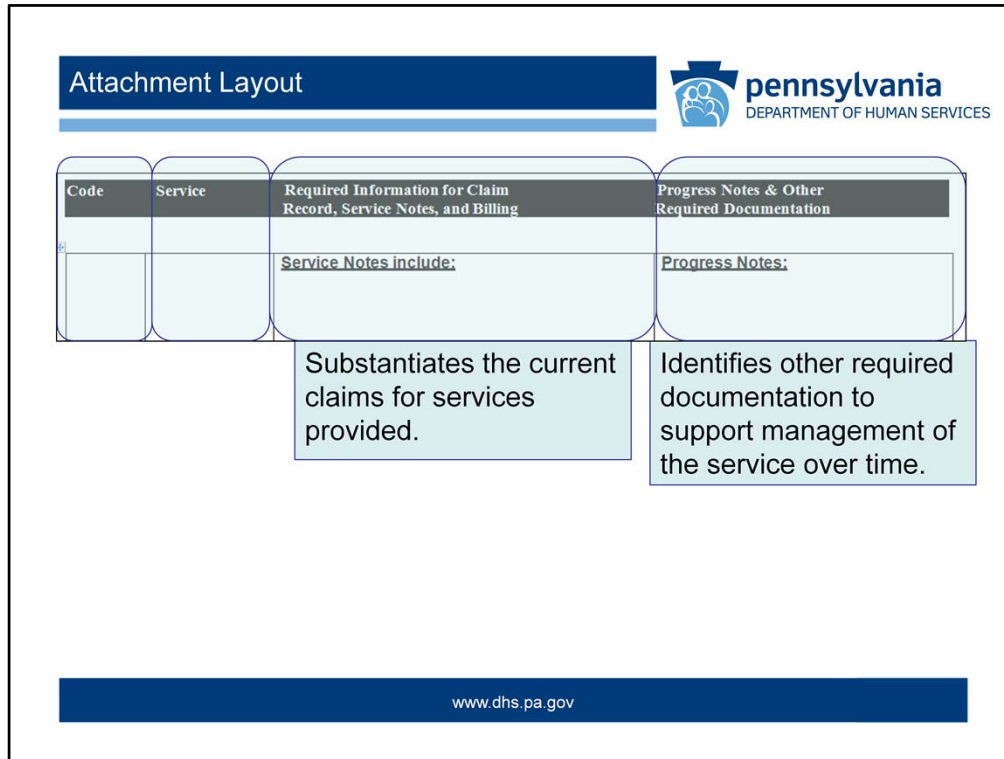 Attachment Layout
pennsylvania
DEPARTMENT OF HUMAN SERVICES
Code
Service
Required Information for Claim
Record, Service Notes, and Billing
Progress Notes & Other
Required Documentation
Service Notes include:
Progress Notes:
Substantiates the current
claims for services
provided.
Identifies other required
documentation to
support management of
the service over time.
www.dhs.pa.gov